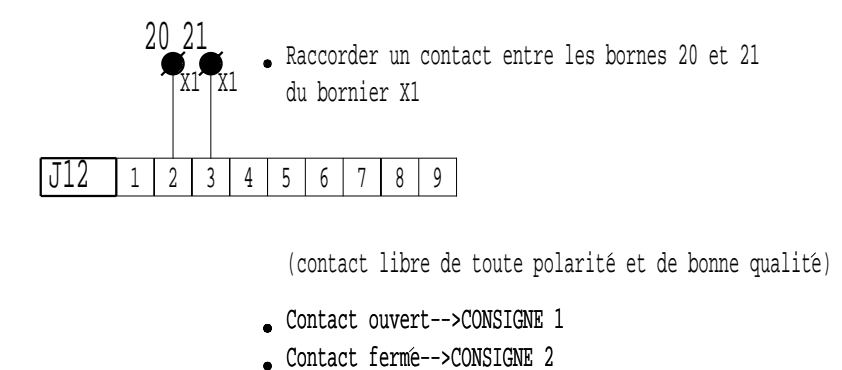 20 21
X1 X1
Raccorder un contact entre les bornes 20 et 21
du bornier X1
J12 1 2 3 4 5 6 7 8 9
(contact libre de toute polarité et de bonne qualité)
Contact ouvert-->CONSIGNE 1
Contact fermé-->CONSIGNE 2